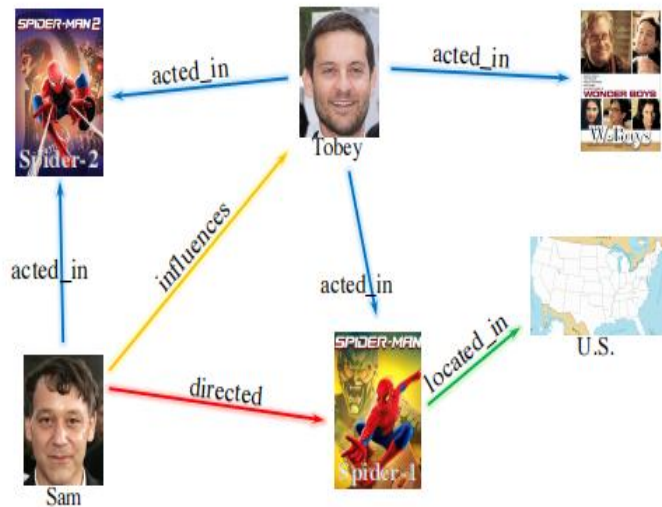 SPIDER-MAN 2
Spider-2
acted_in
Tobey
acted_in
WONDER BOYS
W-Boys
acted_in
influences
acted_in
directed
SPIDER-MAN
Spider-1
located_in
U.S.
Sam